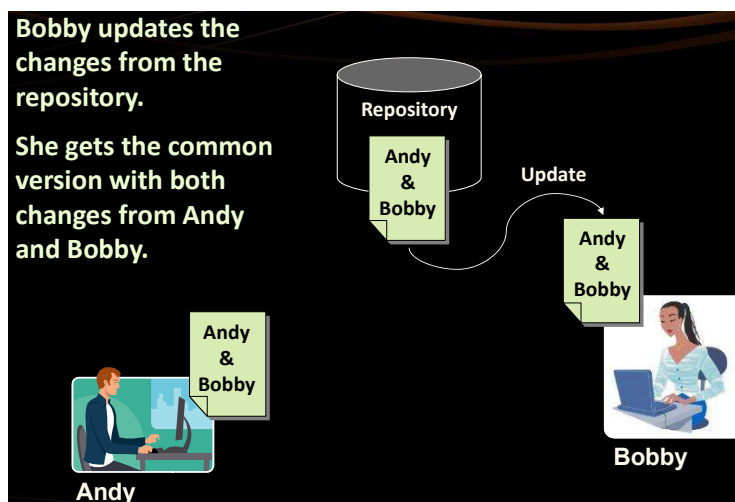 Bobby updates the
changes from the
repository.
She gets the common
version with both
changes from Andy
and Bobby.
Repository
Andy
&
Bobby
Update
Andy
&
Bobby
Andy
&
Bobby
Andy
Bobby